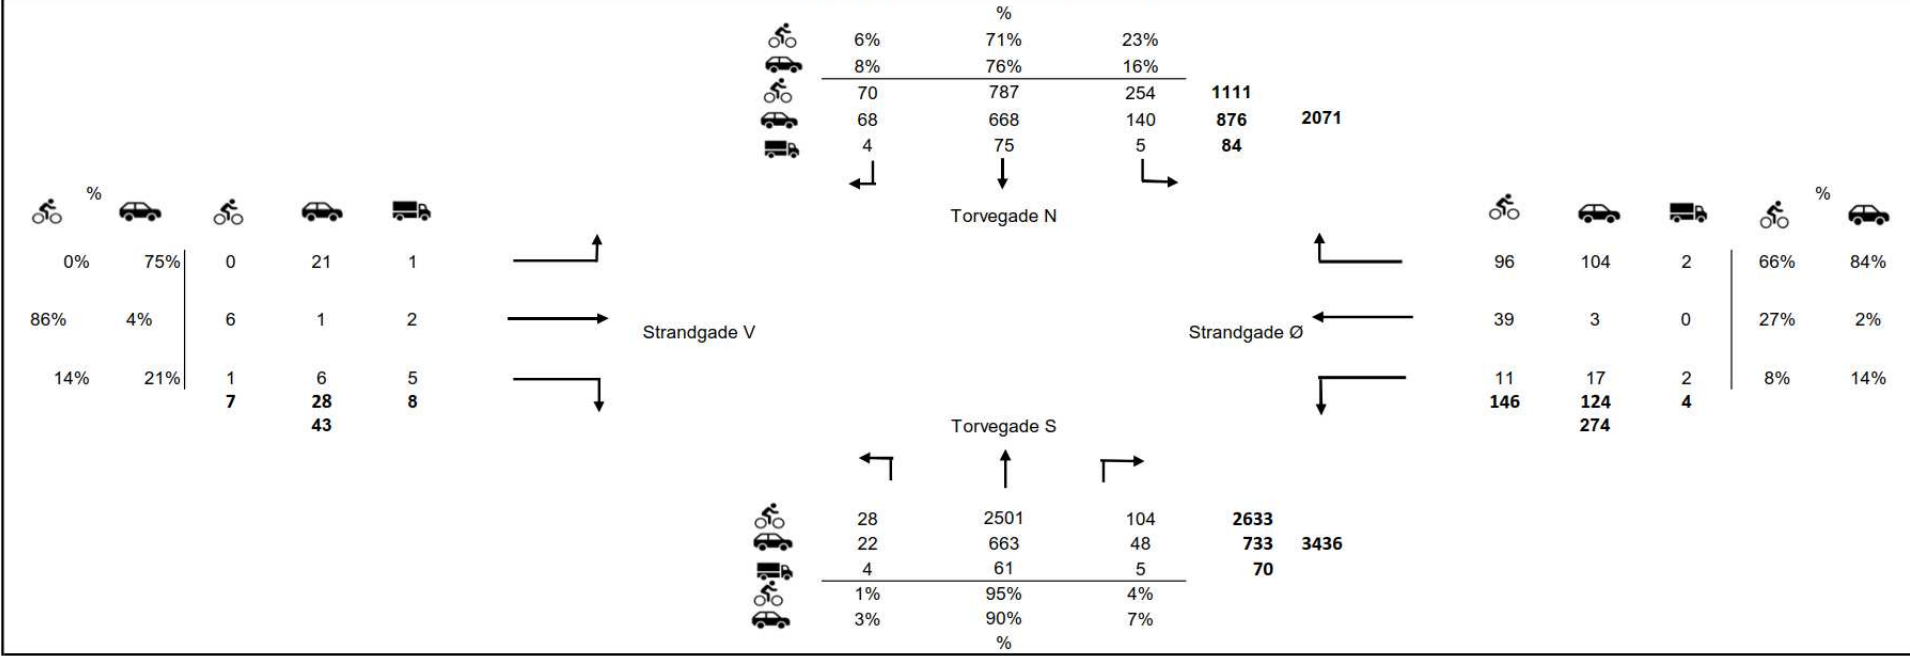 %
6% 71% 23%
8% 76% 16%
70 787 254 1111
68 668 140 876 2071
4 75 5 84
Torvegade N
%
0% 75% 0 21 1
86% 4% 6 1 2
14% 21% 1 6 5
7 28 8
43
Strandgade V
Strandgade Ø
%
96 104 2 66% 84%
39 3 0 27% 2%
11 17 2 8% 14%
146 124 4
274
Torvegade S
28 2501 104 2633
22 663 48 733 3436
4 61 5 70
1% 95% 4%
3% 90% 7%
%